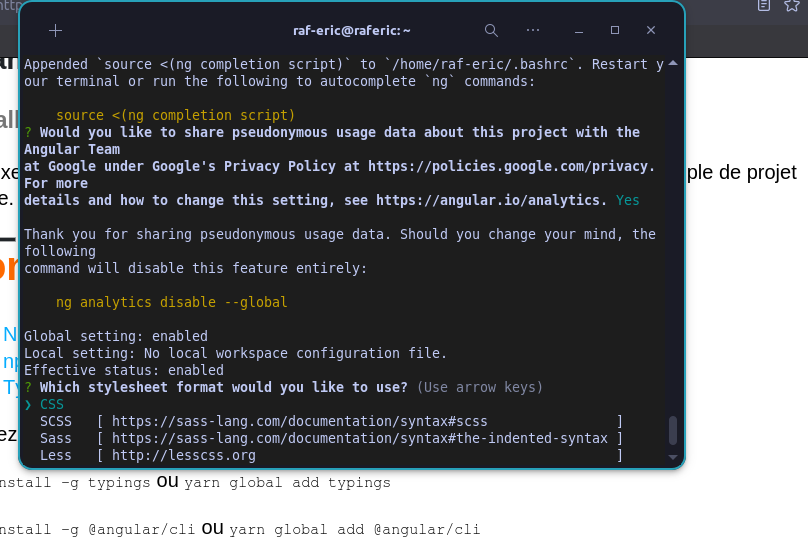 raf-eric@raferic:~
Appended `source <(ng completion script)` to `/home/raf-eric/.bashrc`. Restart y
our terminal or run the following to autocomplete `ng` commands:
source <(ng completion script)
? Would you like to share pseudonymous usage data about this project with the
Angular Team
at Google under Google's Privacy Policy at https://policies.google.com/privacy.
ple de projet
For more
e.
details and how to change this setting, see https://angular.io/analytics. Yes
Thank you for sharing pseudonymous usage data. Should you change your mind, the
following
command will disable this feature entirely:
ng analytics disable --global
Global setting: enabled
Local setting: No local workspace configuration file.
Effective status: enabled
? Which stylesheet format would you like to use? (Use arrow keys)
❯ CSS
SCSS [ https://sass-lang.com/documentation/syntax#scss ]
Sass [ https://sass-lang.com/documentation/syntax#the-indented-syntax ]
Less [ http://lesscss.org ]
ez
nstall -g typings ou yarn global add typings
nstall -g @angular/cli ou yarn global add @angular/cli